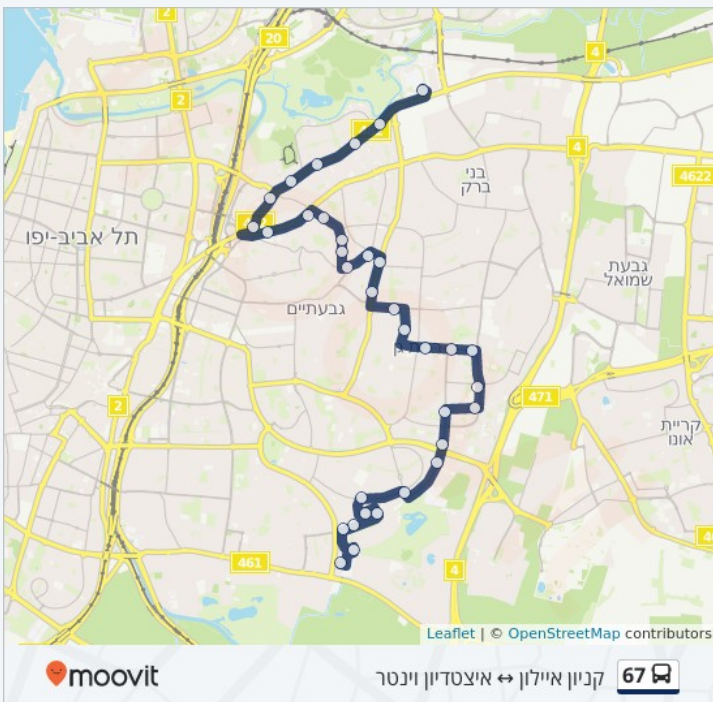 2
20
4
2
4
בני
ברק
4622
תל אביב-יפו
גבעת
שמואל
גבעתיים
2
471
קריית
אונו
461
4
Leaflet | © OpenStreetMap contributors
moovit
קניון איילון ↔ איצטדיון וינטר
67